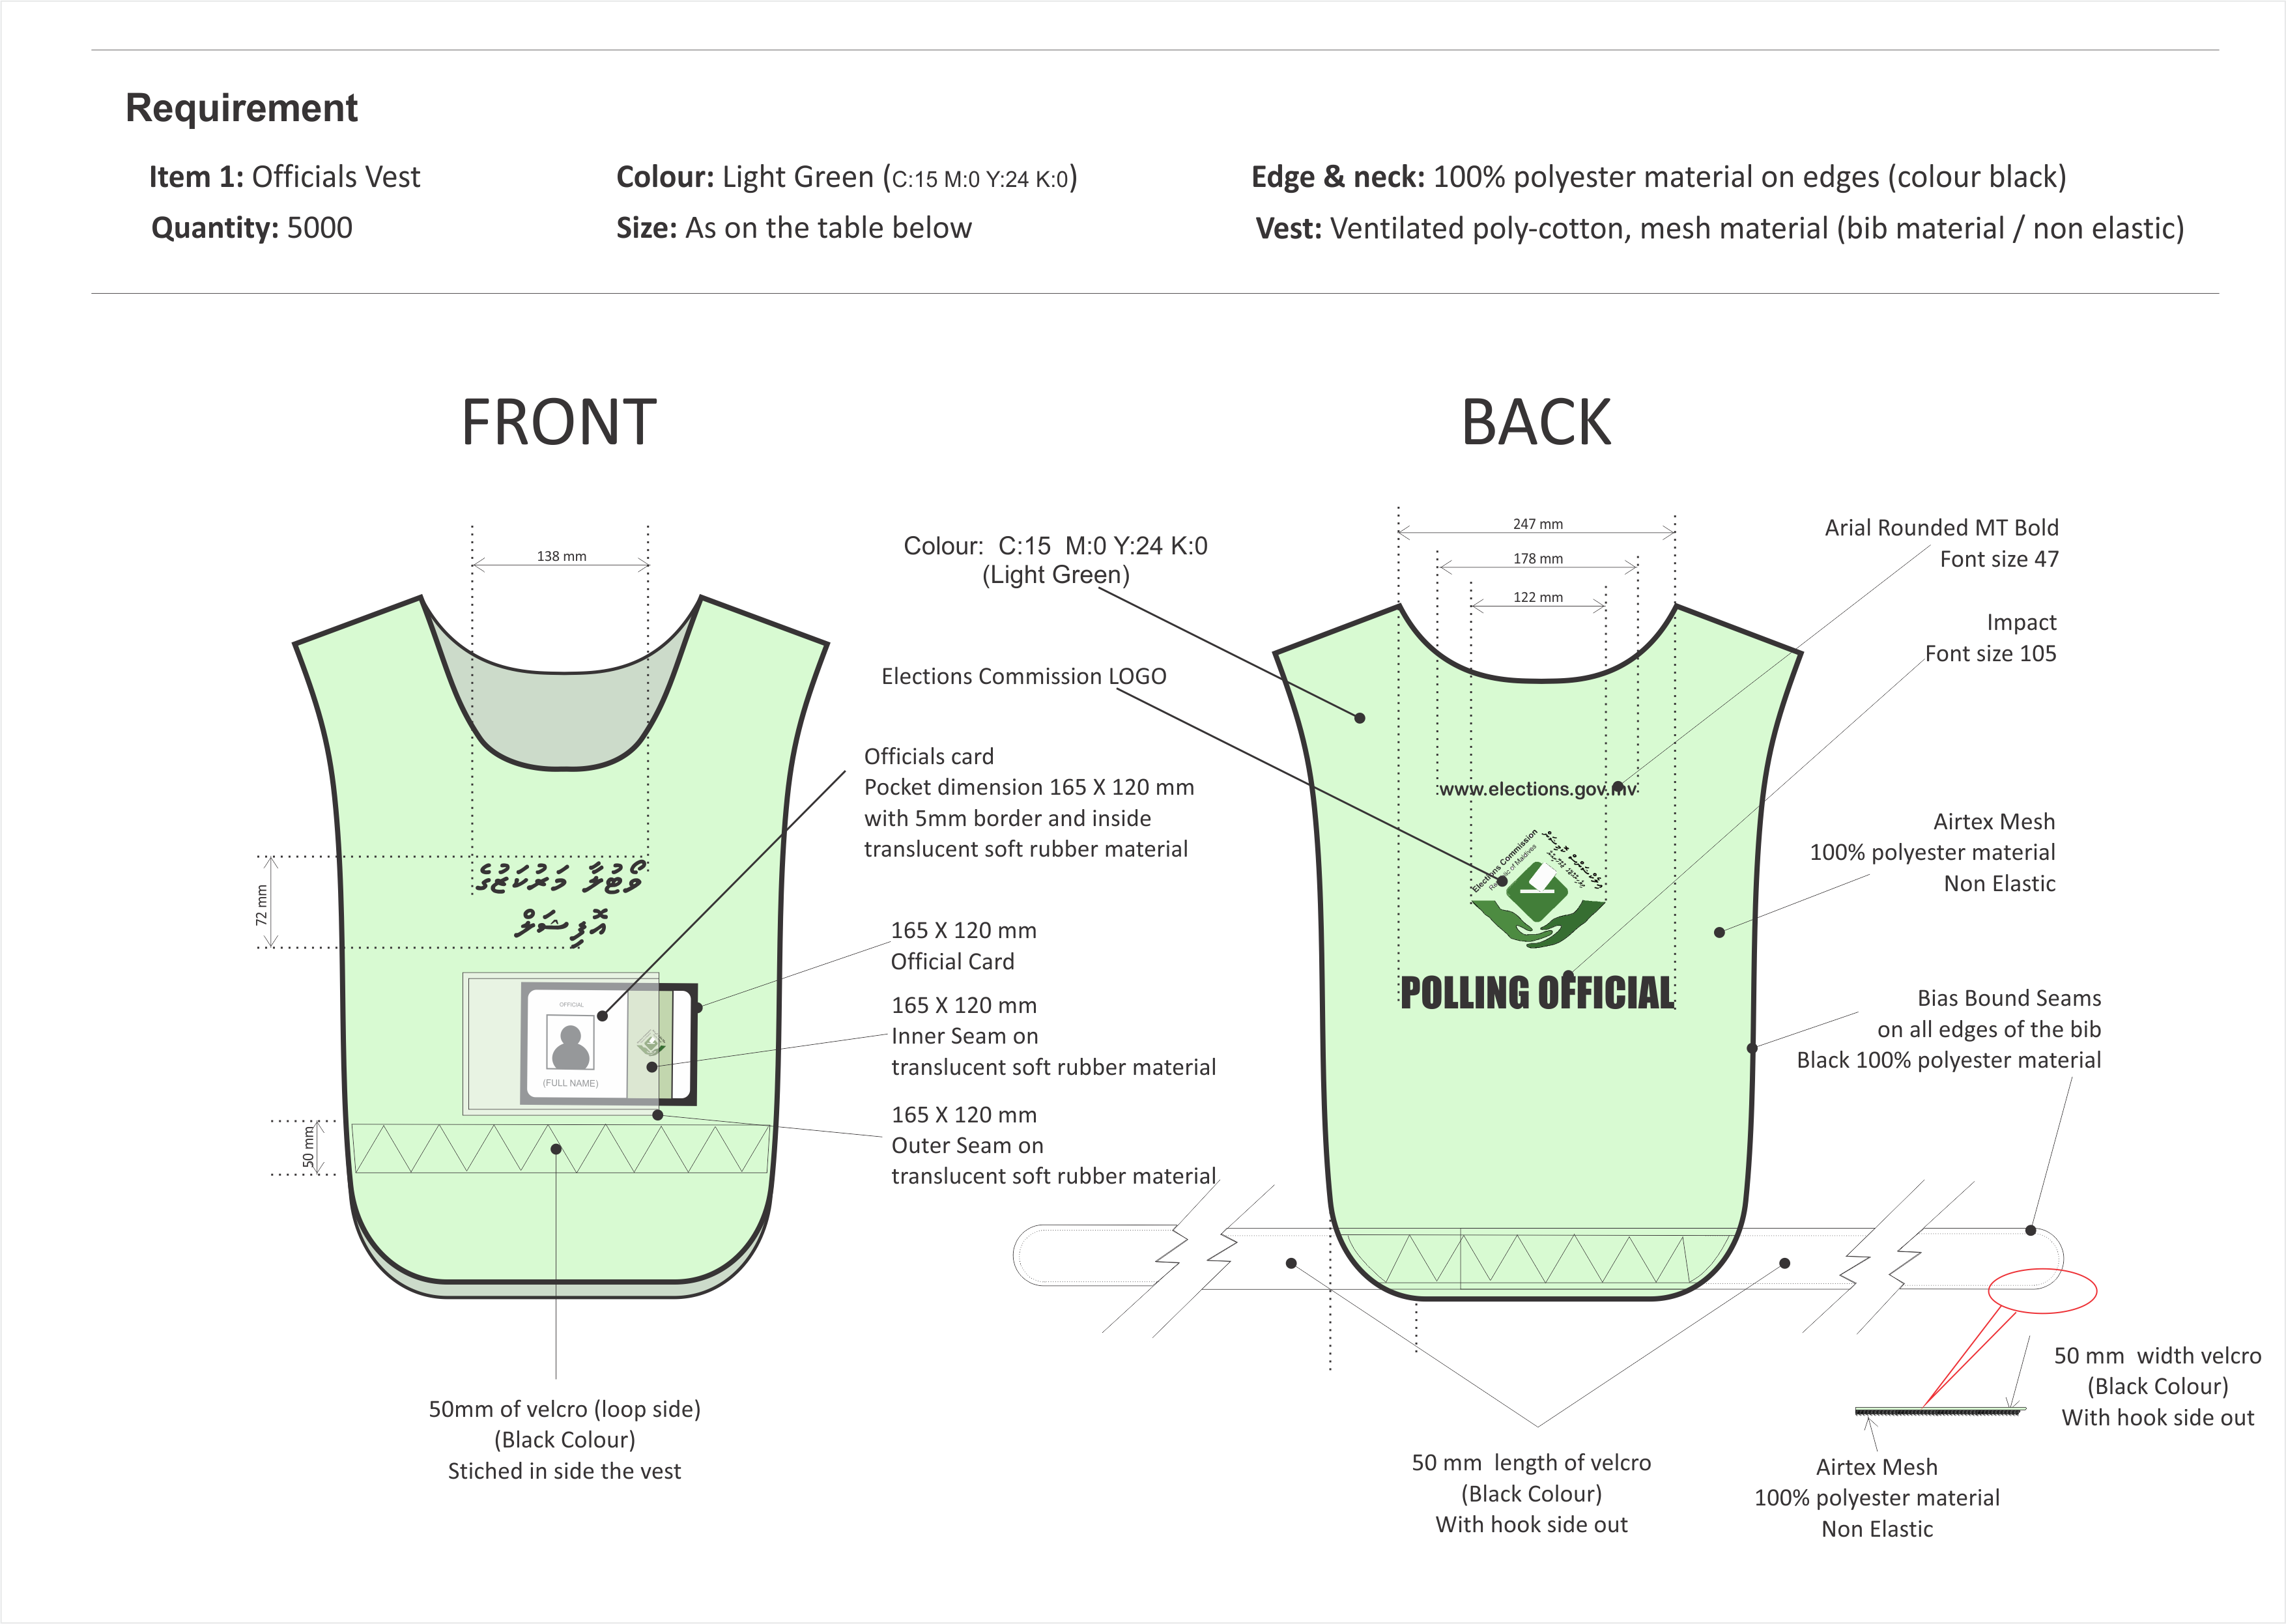 Requirement
Item 1: Officials Vest
Quantity: 5000
Colour: Light Green (C:15 M:0 Y:24 K:0)
Size: As on the table below
Edge & neck: 100% polyester material on edges (colour black)
Vest: Ventilated poly-cotton, mesh material (bib material / non elastic)
FRONT
138 mm
72 mm
ވޯޓުލާ މަރުކަޒުގެ
އޮފިޝަލް
OFFICIAL
(FULL NAME)
50 mm
50mm of velcro (loop side)
(Black Colour)
Stiched in side the vest
Colour: C:15 M:0 Y:24 K:0
(Light Green)
Elections Commission LOGO
Officials card
Pocket dimension 165 X 120 mm
with 5mm border and inside
translucent soft rubber material
165 X 120 mm
Official Card
165 X 120 mm
Inner Seam on
translucent soft rubber material
165 X 120 mm
Outer Seam on
translucent soft rubber material
BACK
247 mm
178 mm
122 mm
www.elections.gov.mv
Elections Commission
Republic of Maldives
POLLING OFFICIAL
Arial Rounded MT Bold
Font size 47
Impact
Font size 105
Airtex Mesh
100% polyester material
Non Elastic
Bias Bound Seams
on all edges of the bib
Black 100% polyester material
50 mm width velcro
(Black Colour)
With hook side out
50 mm length of velcro
(Black Colour)
With hook side out
Airtex Mesh
100% polyester material
Non Elastic